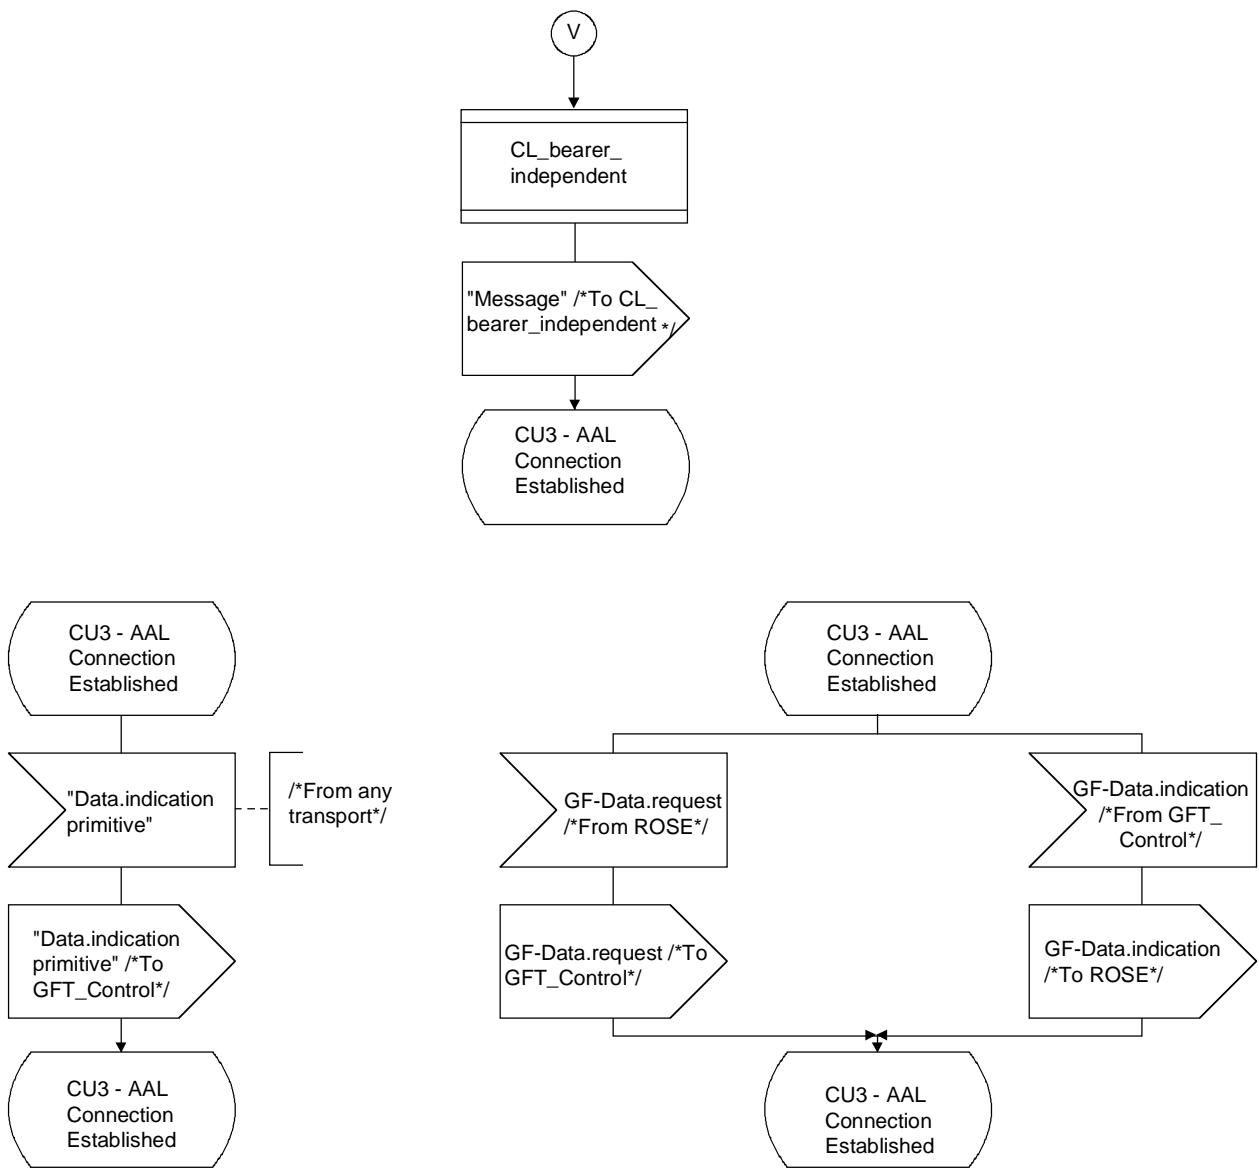 V
CL_bearer_
independent
"Message" /*To CL_
bearer_independent */
CU3 - AAL
Connection
Established
CU3 - AAL
Connection
Established
"Data.indication
primitive"
/*From any
transport*/
"Data.indication
primitive" /*To
GFT_Control*/
CU3 - AAL
Connection
Established
CU3 - AAL
Connection
Established
GF-Data.request
/*From ROSE*/
GF-Data.indication
/*From GFT_
Control*/
GF-Data.request /*To
GFT_Control*/
GF-Data.indication
/*To ROSE*/
CU3 - AAL
Connection
Established